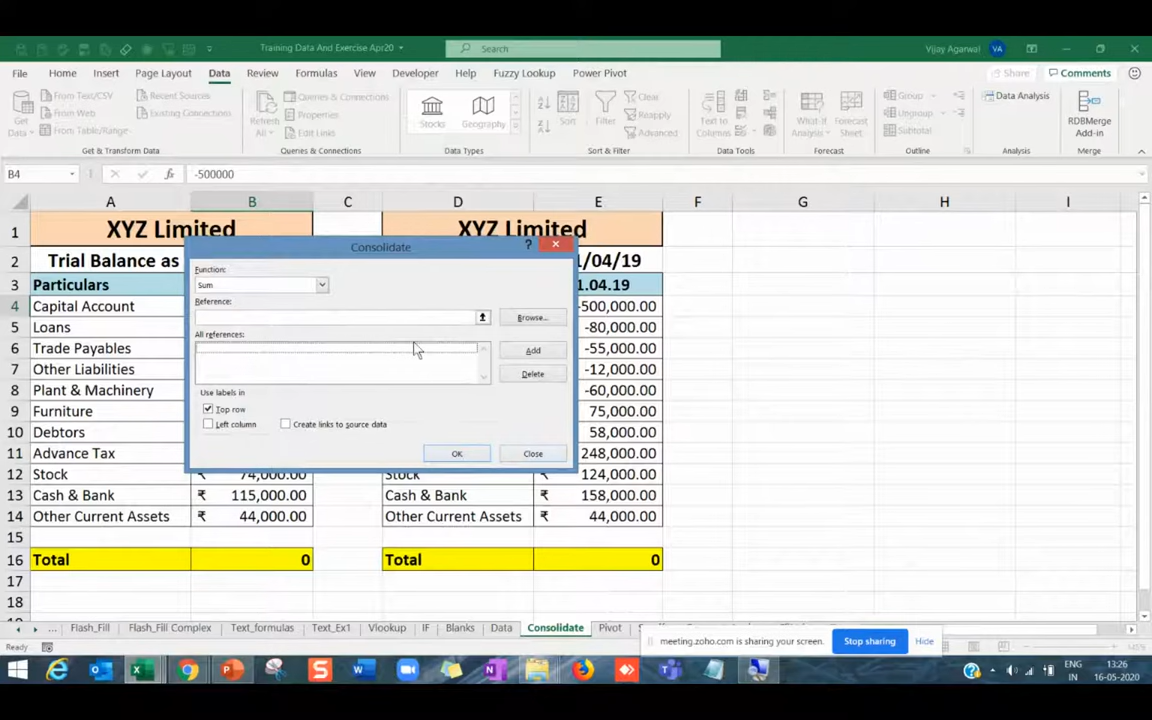 Training Data And Exercise Apr20
Search
Vijay Agarwal VA
File Home Insert Page Layout Data Review Formulas View Developer Help Fuzzy Lookup Power Pivot Share Comments
Get Data
From Text/CSV
From Web
From Table/Range
Recent Sources
Existing Connections
Refresh All
Queries & Connections
Properties
Edit Links
Stocks
Geography
Sort
Filter
Clear
Reapply
Advanced
Text to Columns
What-If Analysis
Forecast Sheet
Group
Ungroup
Subtotal
Data Analysis
RDBMerge Add-in
Get & Transform Data Queries & Connections Data Types Sort & Filter Data Tools Forecast Outline Analysis Merge
B4 fx -500000
A B C D E F G H I
1 XYZ Limited XYZ Limited
2 Trial Balance as 1/04/19
3 Particulars 1.04.19
4 Capital Account -500,000.00
5 Loans -80,000.00
6 Trade Payables -55,000.00
7 Other Liabilities -12,000.00
8 Plant & Machinery -60,000.00
9 Furniture 75,000.00
10 Debtors 58,000.00
11 Advance Tax 248,000.00
12 Stock ₹ 74,000.00 Stock ₹ 124,000.00
13 Cash & Bank ₹ 115,000.00 Cash & Bank ₹ 158,000.00
14 Other Current Assets ₹ 44,000.00 Other Current Assets ₹ 44,000.00
15
16 Total 0 Total 0
17
18
Consolidate ?
Function:
Sum
Reference:
Browse...
All references:
Add
Delete
Use labels in
Top row
Left column Create links to source data
OK Close
... Flash_Fill Flash_Fill Complex Text_formulas Text_Ex1 Vlookup IF Blanks Data Consolidate Pivot
Ready
meeting.zoho.com is sharing your screen. Stop sharing Hide
ENG
IN
13:26
16-05-2020